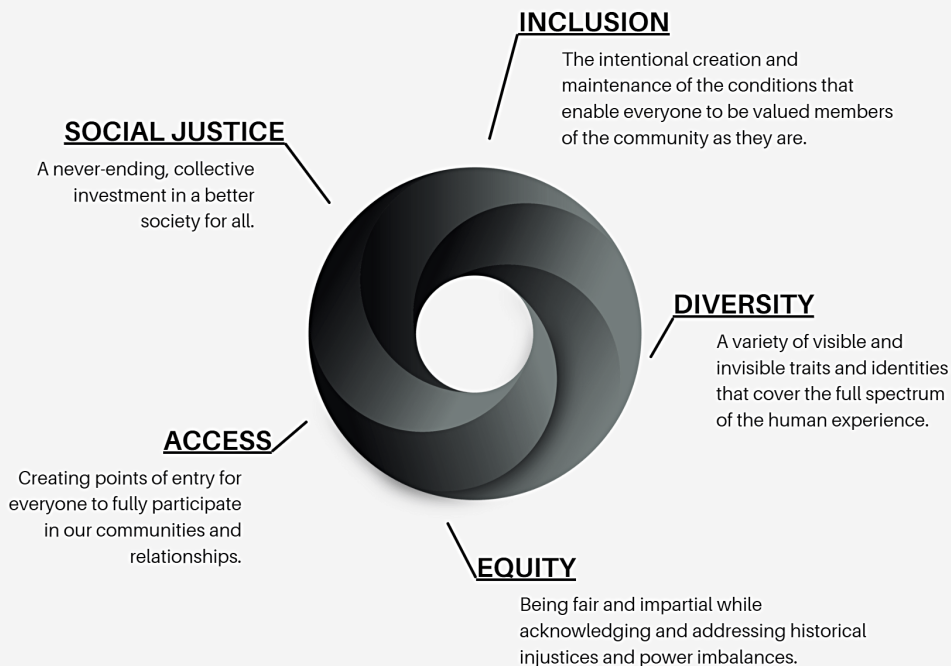 INCLUSION
The intentional creation and
maintenance of the conditions that
enable everyone to be valued members
of the community as they are.
SOCIAL JUSTICE
A never-ending, collective
investment in a better
society for all.
DIVERSITY
A variety of visible and
invisible traits and identities
that cover the full spectrum
of the human experience.
ACCESS
Creating points of entry for
everyone to fully participate
in our communities and
relationships.
EQUITY
Being fair and impartial while
acknowledging and addressing historical
injustices and power imbalances.